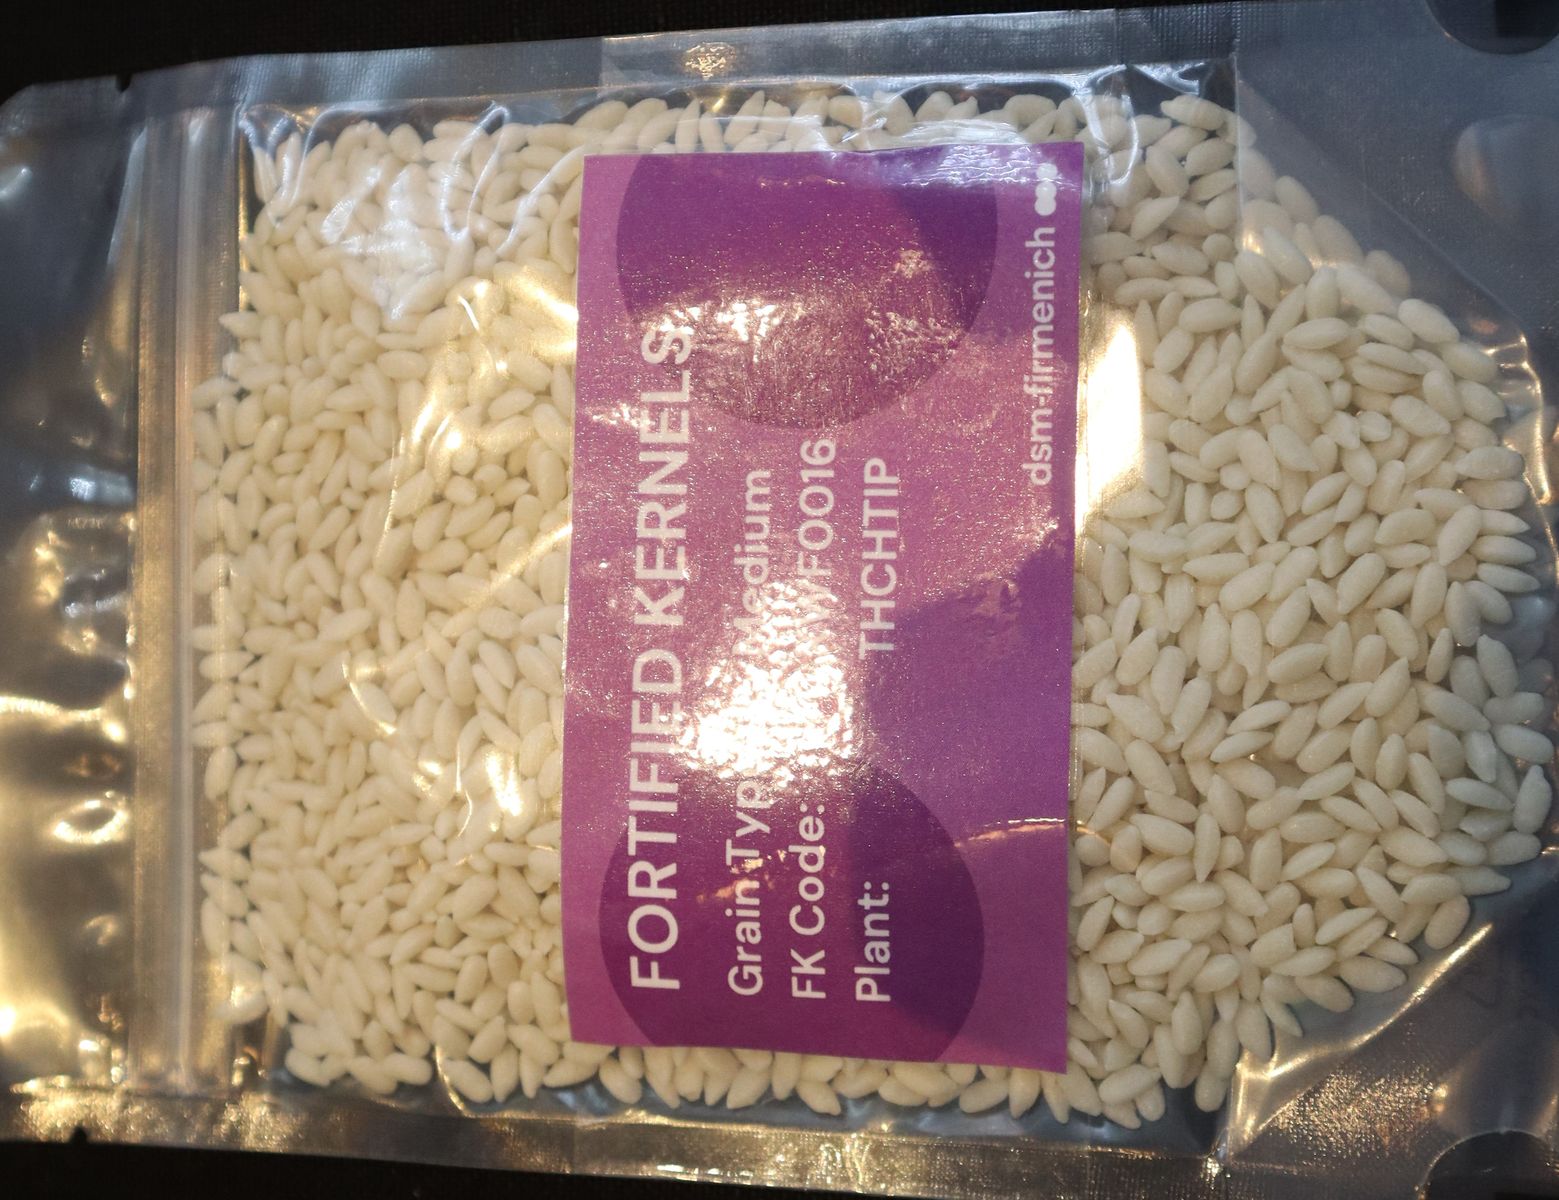 FORTIFIED KERNELS
Grain Type: Medium
FK Code:
Plant: THCHTIP
dsm-firmenich